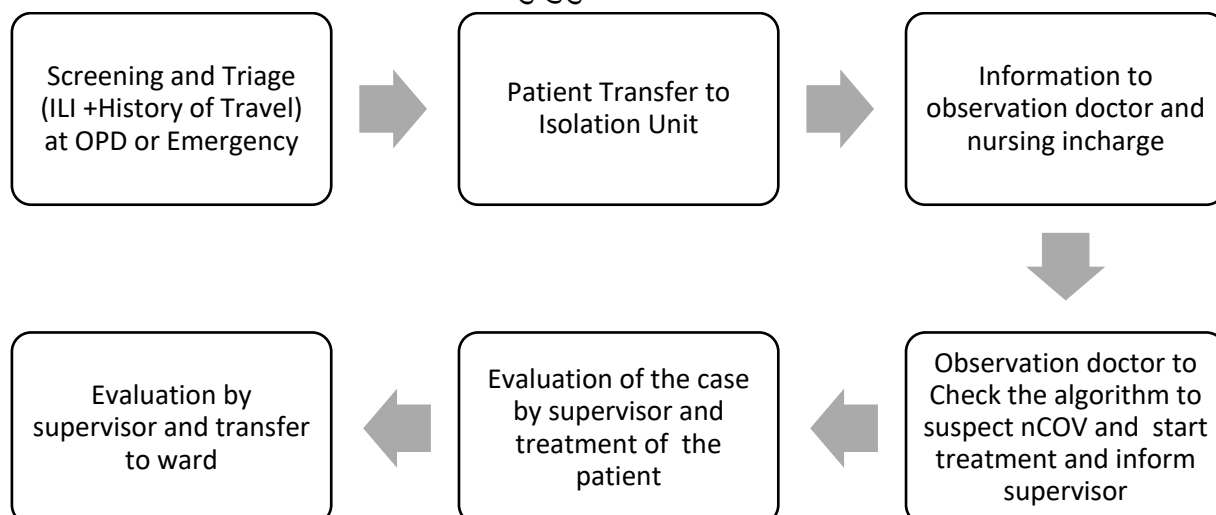 Screening and Triage
(ILI +History of Travel)
at OPD or Emergency
Patient Transfer to
Isolation Unit
Information to
observation doctor and
nursing incharge
Observation doctor to
Check the algorithm to
suspect nCOV and start
treatment and inform
supervisor
Evaluation of the case
by supervisor and
treatment of the
patient
Evaluation by
supervisor and transfer
to ward